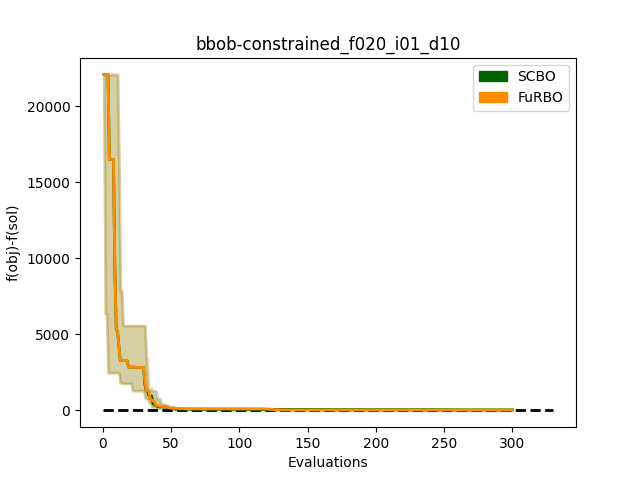 bbob-constrained_f020_i01_d10
SCBO
FuRBO
f(obj)-f(sol)
20000
15000
10000
5000
0
0 50 100 150 200 250 300
Evaluations